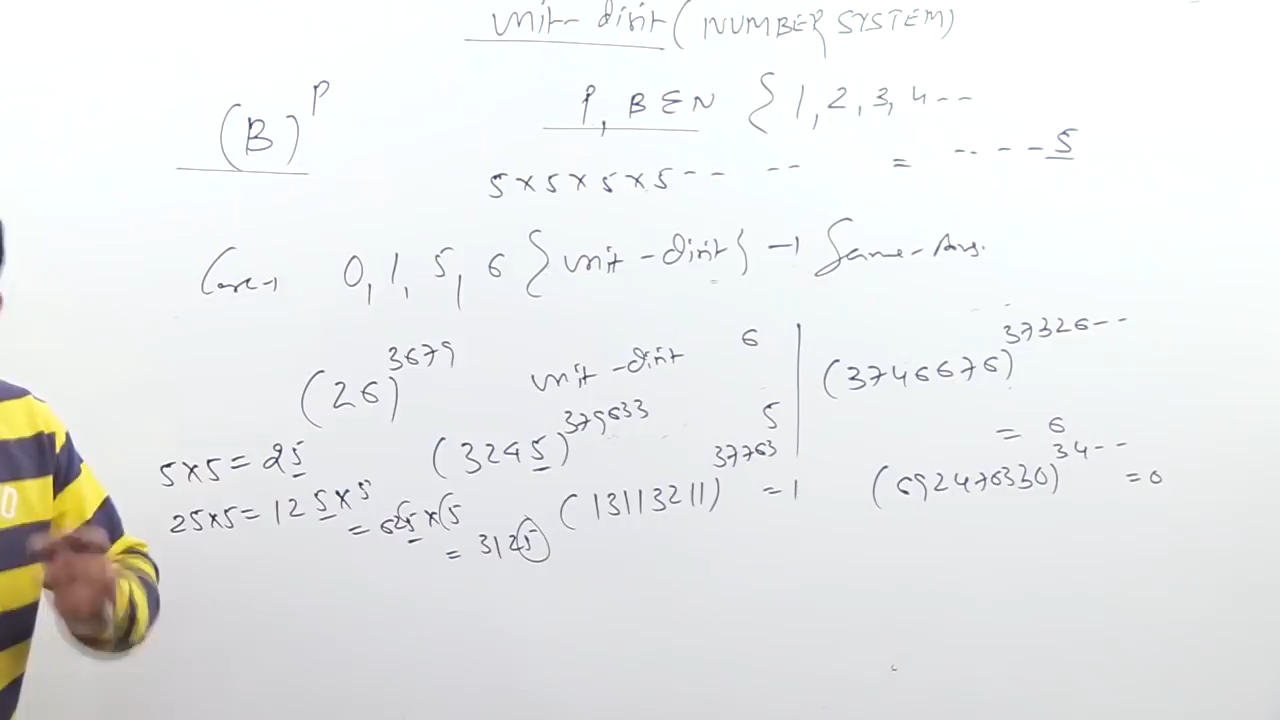 Unit-digit (NUMBER SYSTEM)
(B)^P
P, B ∈ N { 1, 2, 3, 4 --
5×5×5×5-- -- = -- - - - 5
Case-1 0, 1, 5, 6 {unit-digit} → Same-Ans.
(26)^3679 unit-digit 6
(3746676)^37326--
= 6
(3245)^379633 5
5×5=25
25×5=125×5
=625×(5
=3125
(13113211)^37763 =1
(692476330)^34-- =0